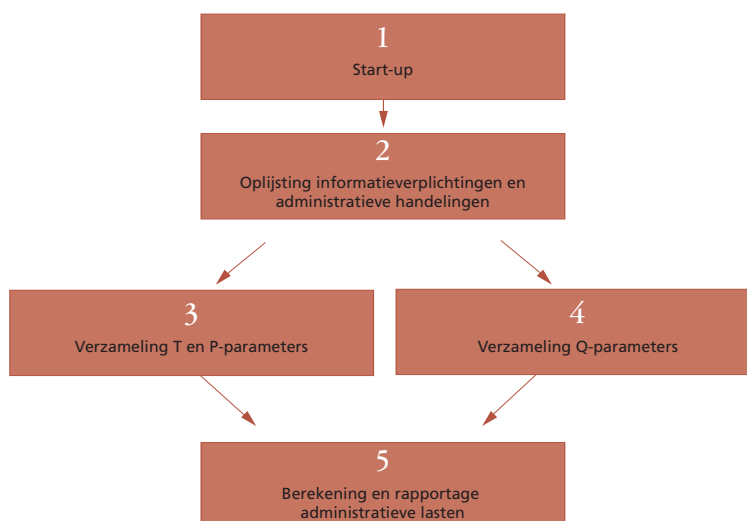 1
Start-up
2
Oplijsting informatieverplichtingen en
administratieve handelingen
3
Verzameling T en P-parameters
4
Verzameling Q-parameters
5
Berekening en rapportage
administratieve lasten